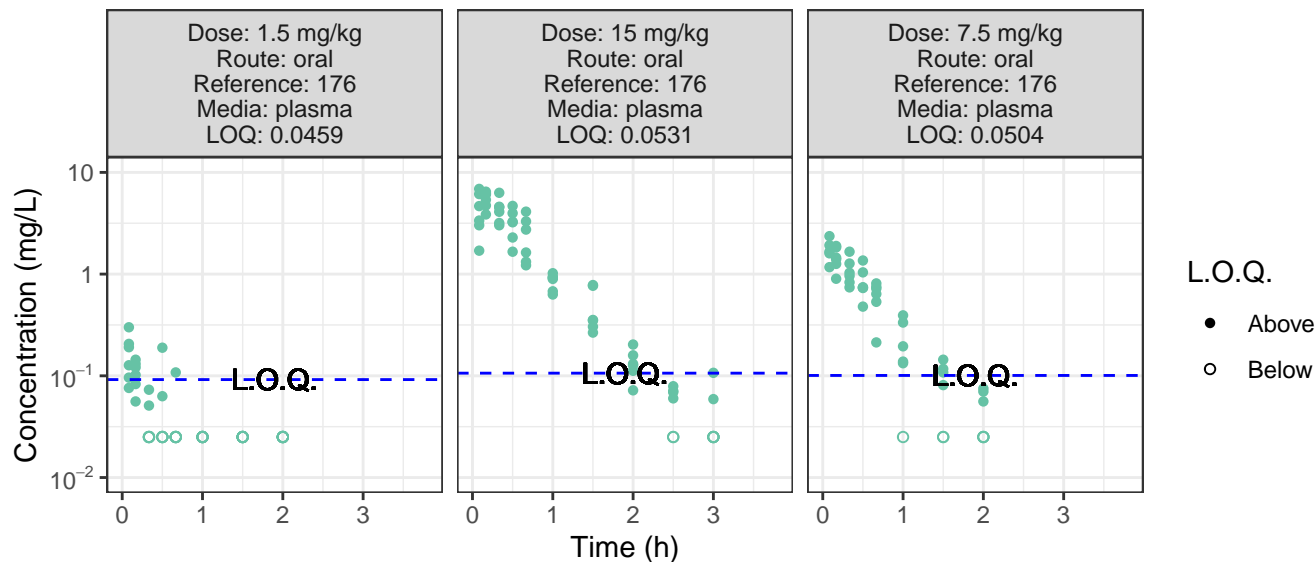 Dose: 1.5 mg/kg
Route: oral
Reference: 176
Media: plasma
LOQ: 0.0459
Dose: 15 mg/kg
Route: oral
Reference: 176
Media: plasma
LOQ: 0.0531
Dose: 7.5 mg/kg
Route: oral
Reference: 176
Media: plasma
LOQ: 0.0504
Concentration (mg/L)
10
1
10⁻¹
10⁻²
L.O.Q.
L.O.Q.
L.O.Q.
0 1 2 3
0 1 2 3
0 1 2 3
Time (h)
L.O.Q.
Above
Below